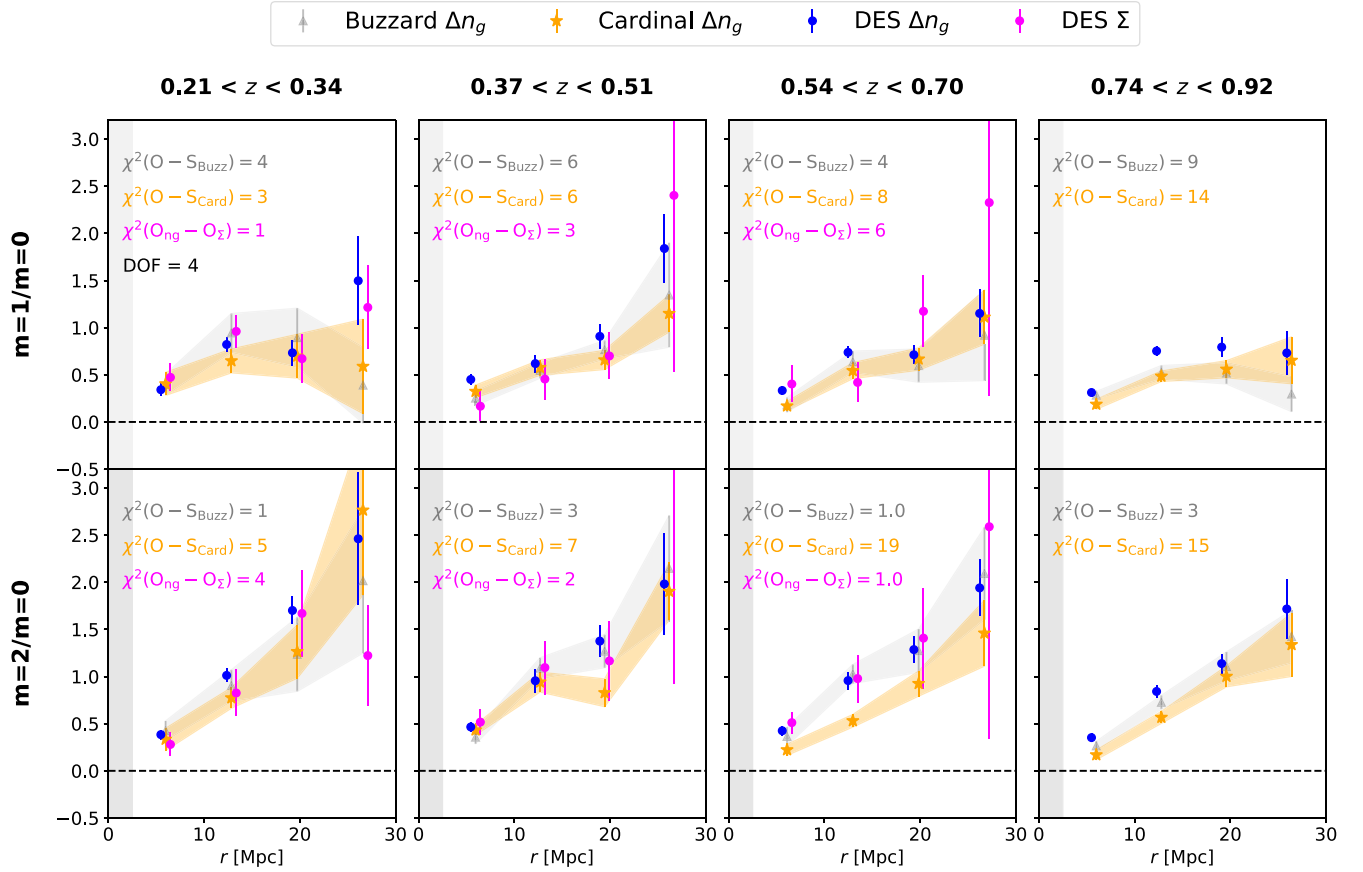 Buzzard Δn_g Cardinal Δn_g DES Δn_g DES Σ
0.21 < z < 0.34 0.37 < z < 0.51 0.54 < z < 0.70 0.74 < z < 0.92
m=1/m=0
3.0
2.5
2.0
1.5
1.0
0.5
0.0
−0.5
χ²(O − S_Buzz) = 4
χ²(O − S_Card) = 3
χ²(O_ng − O_Σ) = 1
DOF = 4
χ²(O − S_Buzz) = 6
χ²(O − S_Card) = 6
χ²(O_ng − O_Σ) = 3
χ²(O − S_Buzz) = 4
χ²(O − S_Card) = 8
χ²(O_ng − O_Σ) = 6
χ²(O − S_Buzz) = 9
χ²(O − S_Card) = 14
m=2/m=0
3.0
2.5
2.0
1.5
1.0
0.5
0.0
−0.5
χ²(O − S_Buzz) = 1
χ²(O − S_Card) = 5
χ²(O_ng − O_Σ) = 4
χ²(O − S_Buzz) = 3
χ²(O − S_Card) = 7
χ²(O_ng − O_Σ) = 2
χ²(O − S_Buzz) = 1.0
χ²(O − S_Card) = 19
χ²(O_ng − O_Σ) = 1.0
χ²(O − S_Buzz) = 3
χ²(O − S_Card) = 15
0 10 20 30 0 10 20 30 0 10 20 30 0 10 20 30
r [Mpc] r [Mpc] r [Mpc] r [Mpc]